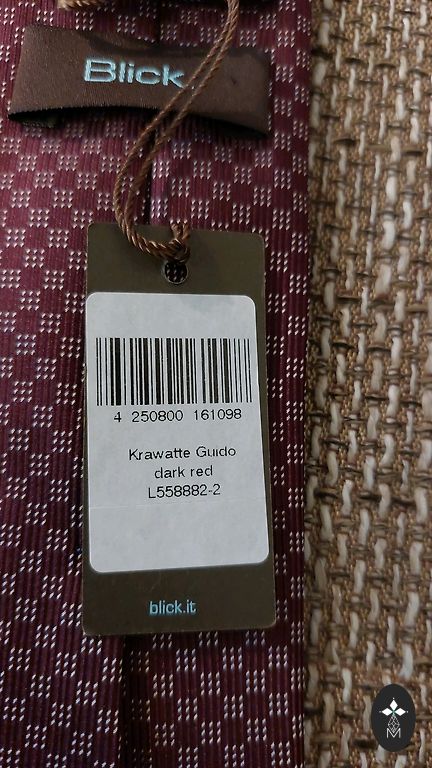 Blick
4 250800 161098
Krawatte Guido
dark red
L558882-2
blick.it
M